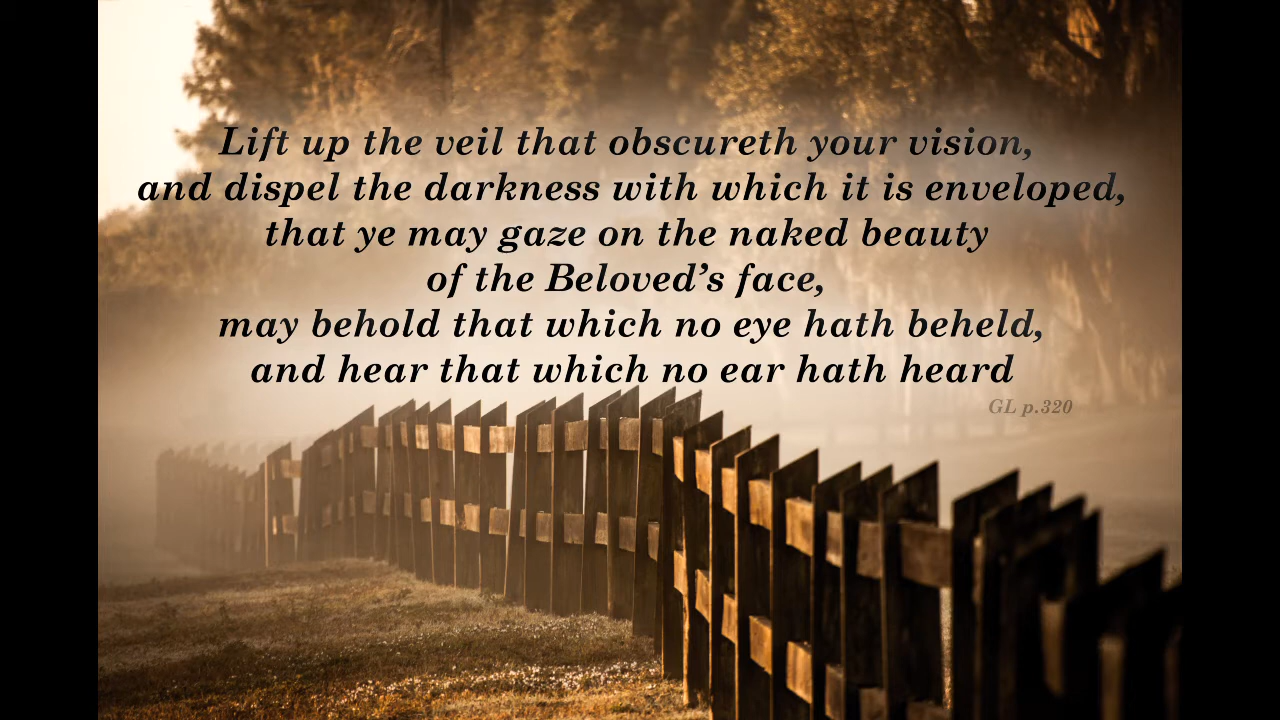 Lift up the veil that obscureth your vision,
and dispel the darkness with which it is enveloped,
that ye may gaze on the naked beauty
of the Beloved’s face,
may behold that which no eye hath beheld,
and hear that which no ear hath heard
GL p.320